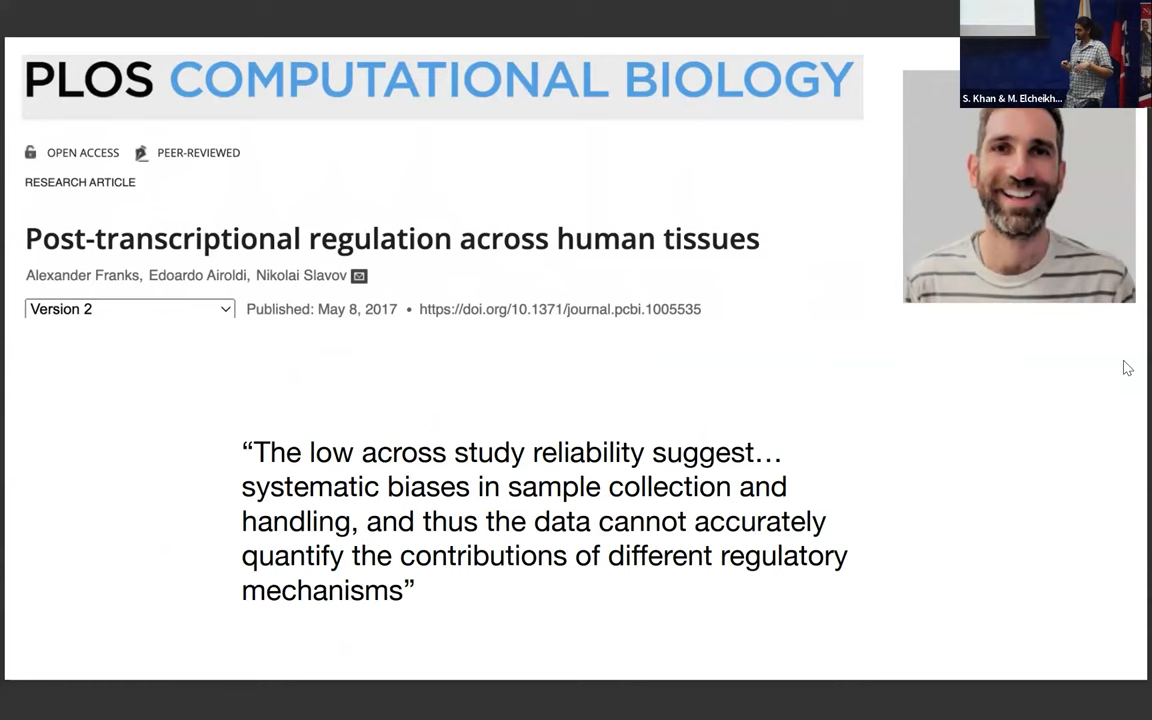 PLOS COMPUTATIONAL BIOLOGY
S. Khan & M. Elcheikh...
OPEN ACCESS PEER-REVIEWED
RESEARCH ARTICLE
Post-transcriptional regulation across human tissues
Alexander Franks, Edoardo Airoldi, Nikolai Slavov
Version 2 Published: May 8, 2017 • https://doi.org/10.1371/journal.pcbi.1005535
“The low across study reliability suggest…
systematic biases in sample collection and
handling, and thus the data cannot accurately
quantify the contributions of different regulatory
mechanisms”